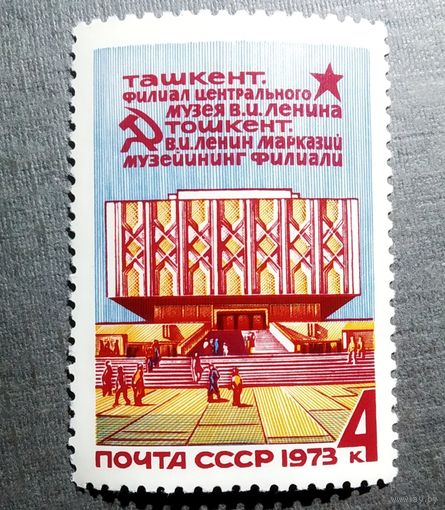 ташкент.
филиал центрального
музея в.и. ленина
тошкент.
в.и. ленин марказий
музейининг филиали
ПОЧТА СССР 1973 к 4